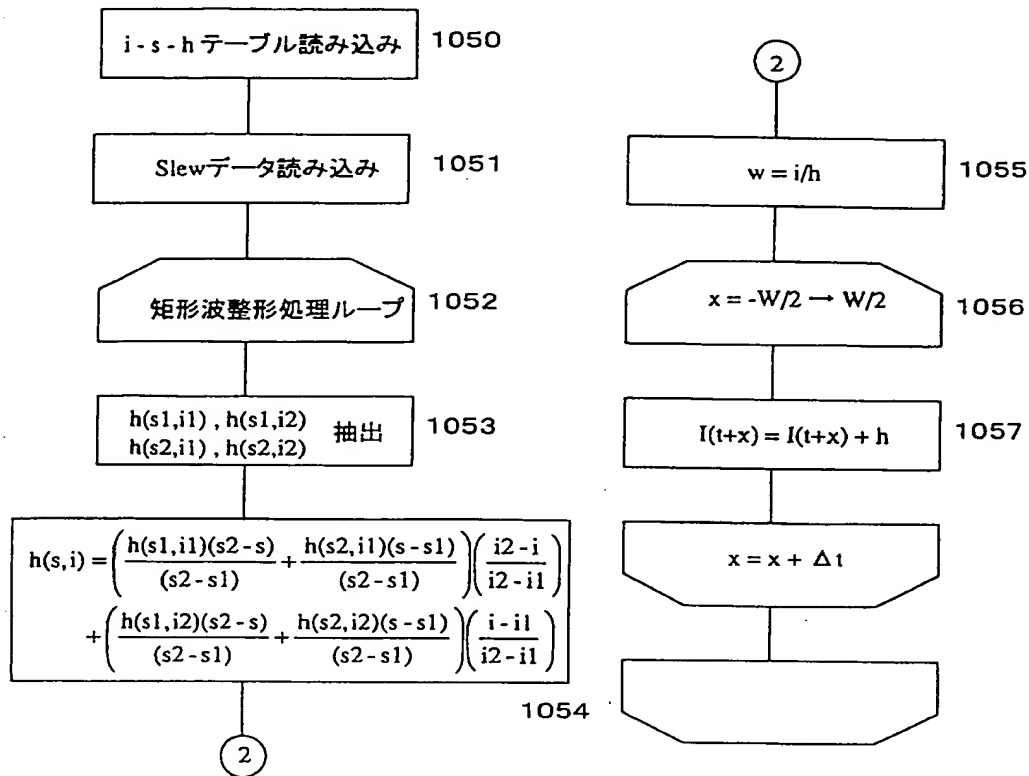 i - s - h テーブル読み込み 1050
Slewデータ読み込み 1051
矩形波整形処理ループ 1052
h(s1,i1) , h(s1,i2)
h(s2,i1) , h(s2,i2)
抽出 1053
h(s,i) = ( h(s1,i1)(s2-s) / (s2-s1) + h(s2,i1)(s-s1) / (s2-s1) ) ( i2-i / i2-i1 )
+ ( h(s1,i2)(s2-s) / (s2-s1) + h(s2,i2)(s-s1) / (s2-s1) ) ( i-i1 / i2-i1 )
1054
2
2
w = i/h 1055
x = -W/2 → W/2 1056
I(t+x) = I(t+x) + h 1057
x = x + Δt